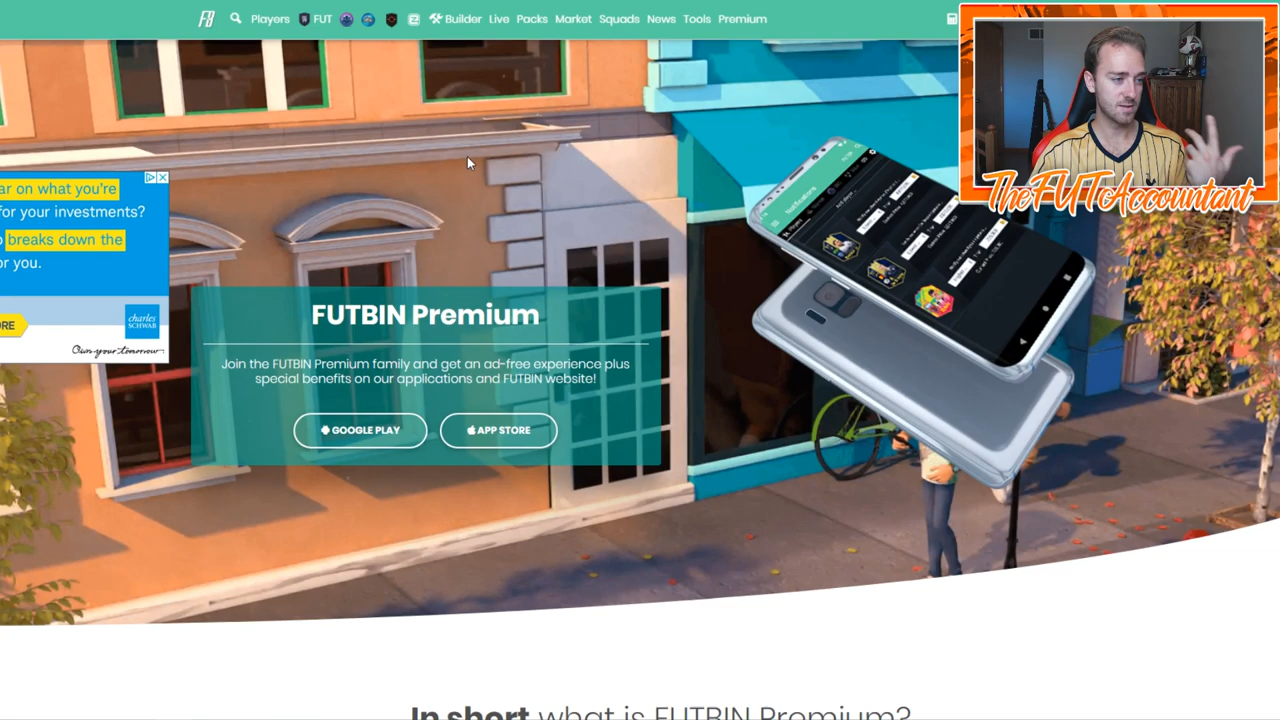 FB Players FUT Builder Live Packs Market Squads News Tools Premium
TheFUTAccountant
ar on what you're
for your investments?
breaks down the
or you.
charles
SCHWAB
Own your tomorrow
FUTBIN Premium
Join the FUTBIN Premium family and get an ad-free experience plus
special benefits on our applications and FUTBIN website!
GOOGLE PLAY
APP STORE
Notifications
In short what is FUTBIN Premium?